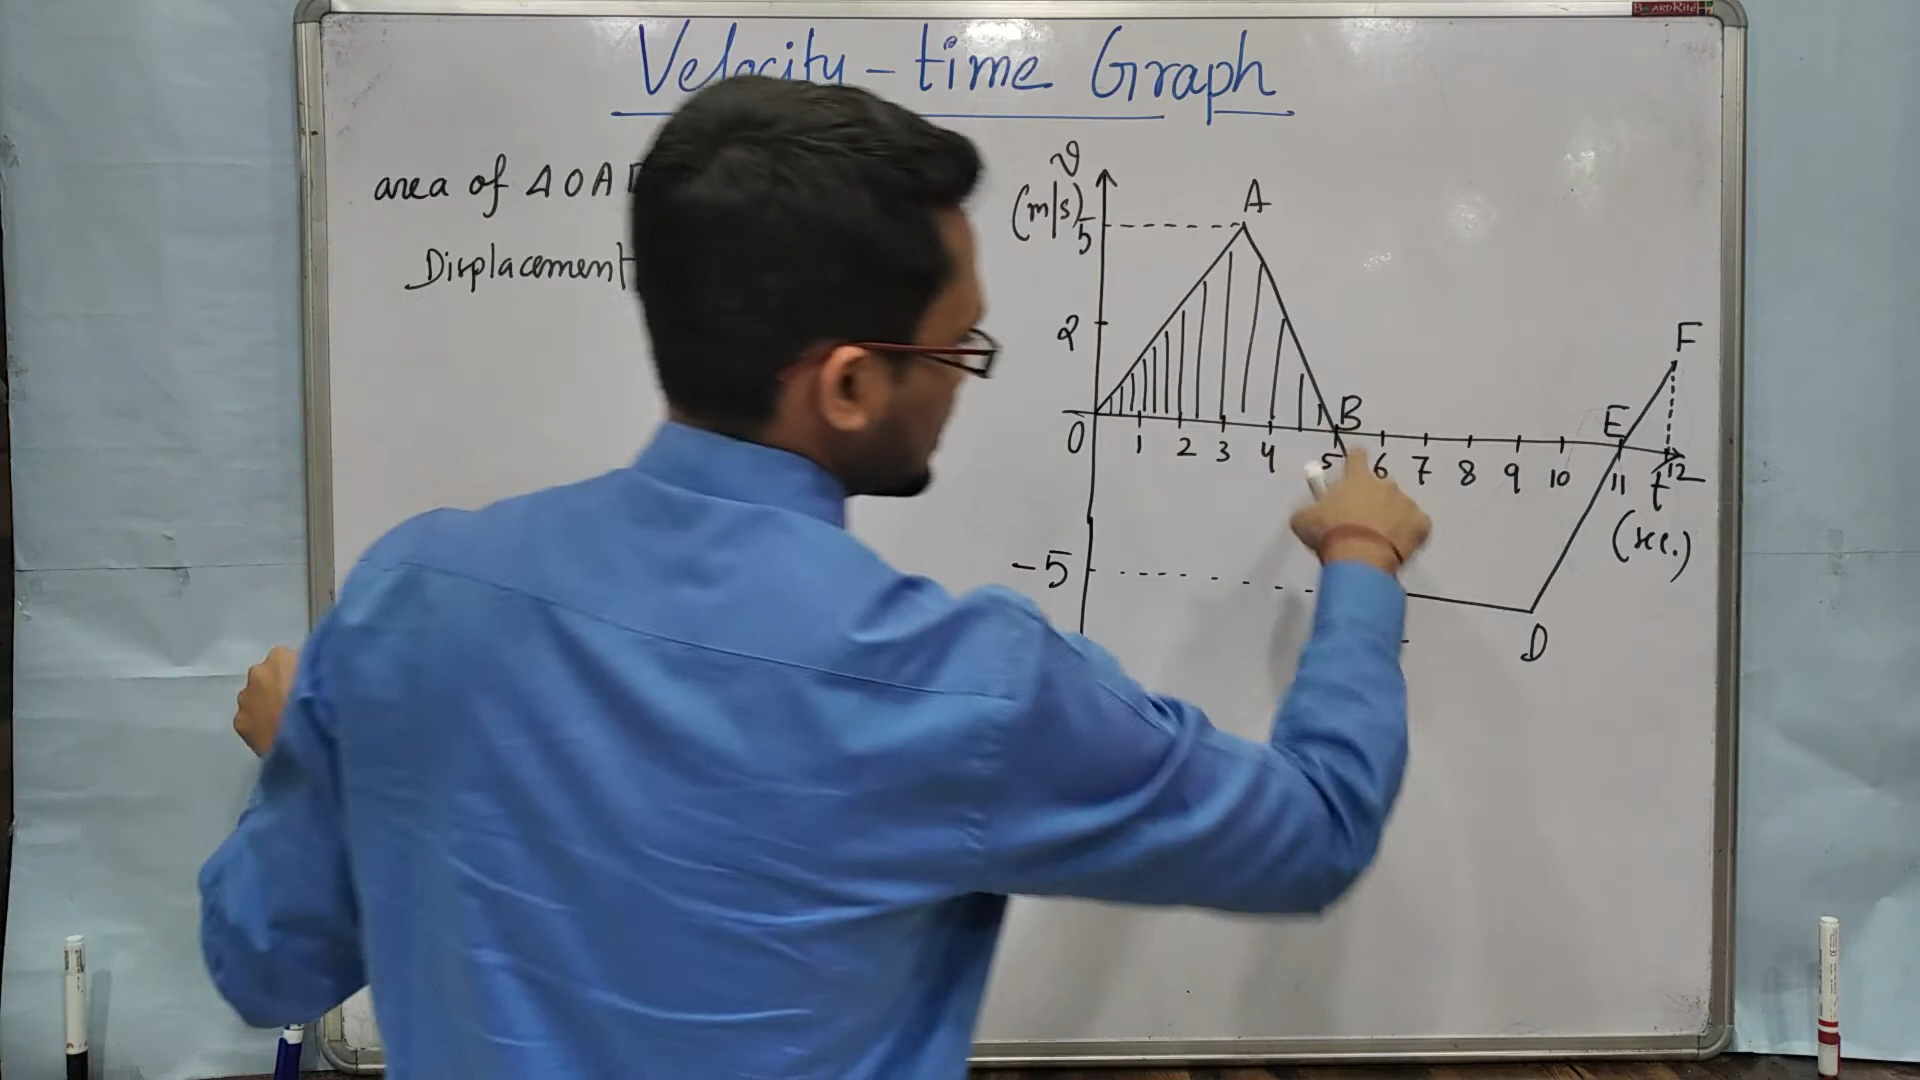 Velocity - time Graph
area of ΔOA
Displacement
v
(m/s)
5
2
0
-5
A
B
D
E
F
1 2 3 4 5 6 7 8 9 10 11 12
t
(sec.)